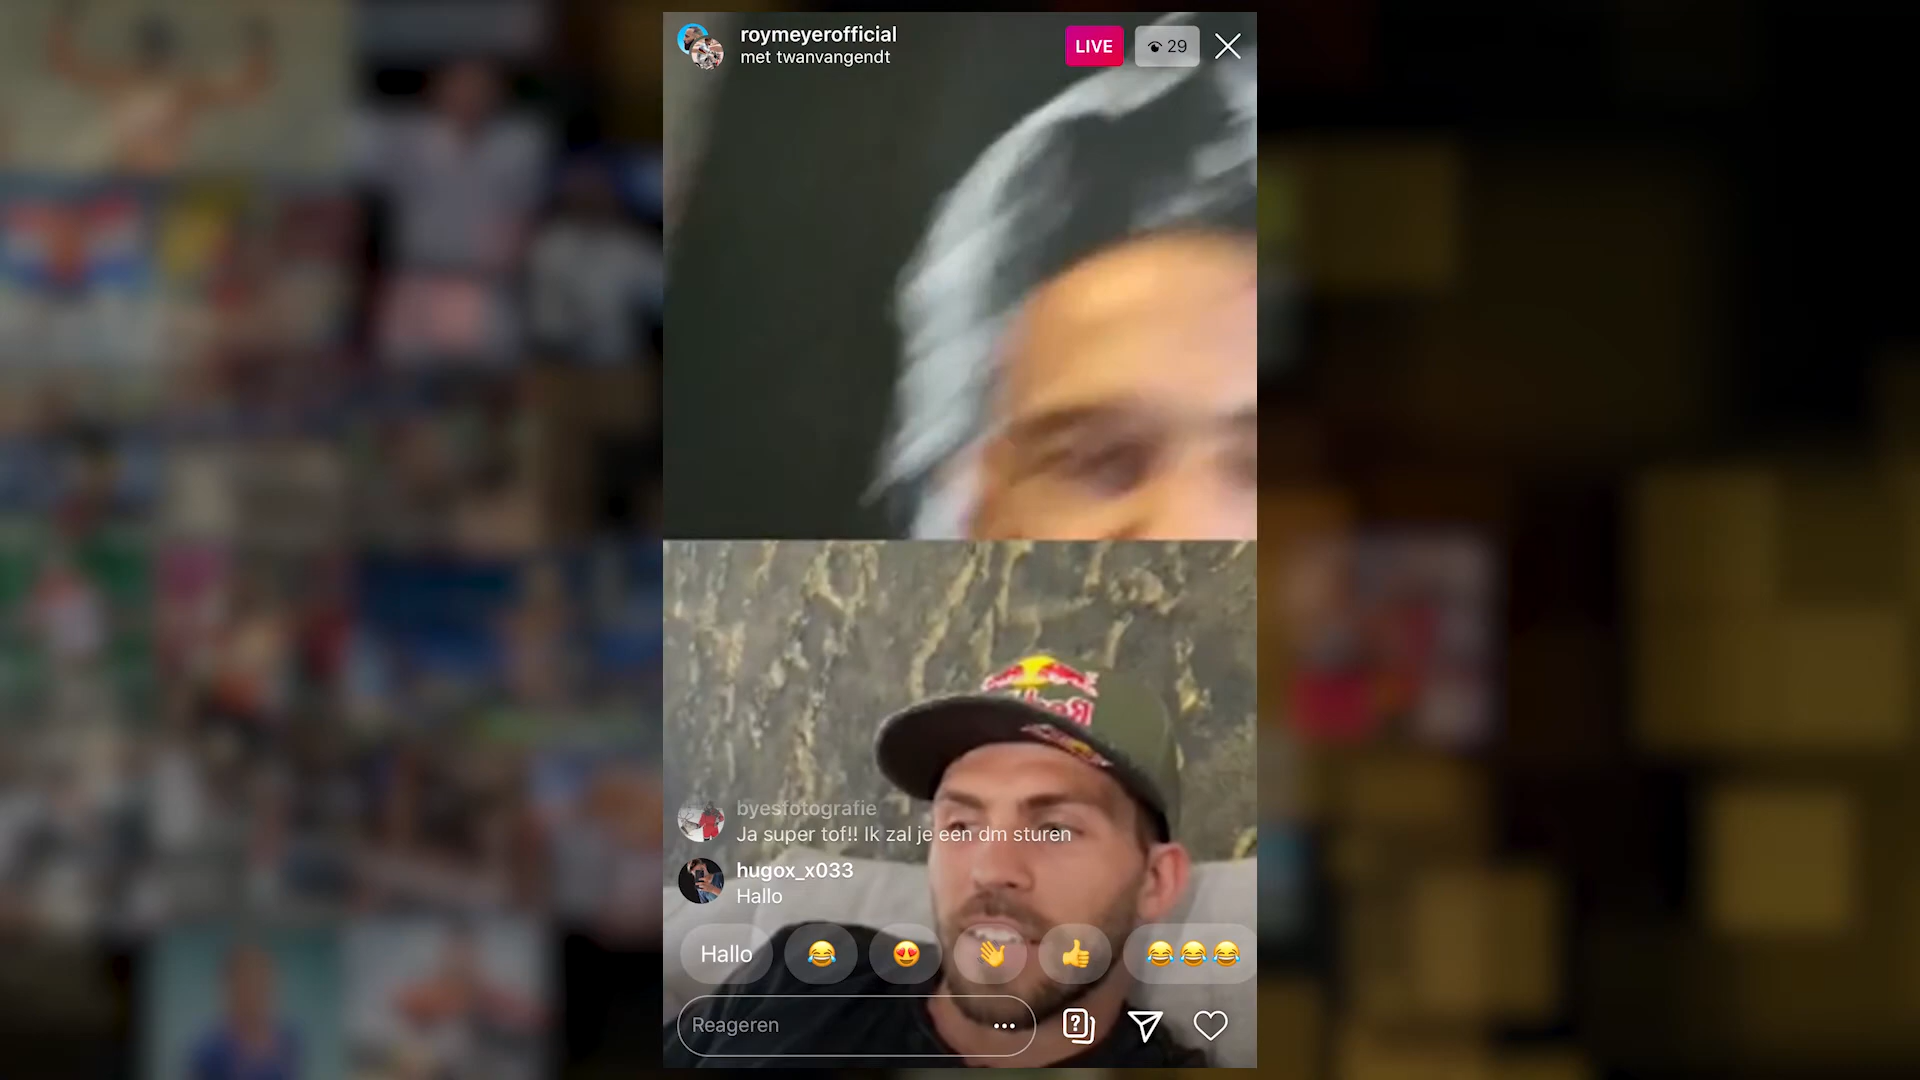 roymeyerofficial
met twanvangendt
LIVE
29
byesfotografie
Ja super tof!! Ik zal je een dm sturen
hugox_x033
Hallo
Hallo
Reageren